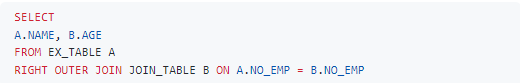 SELECT
A.NAME, B.AGE
FROM EX_TABLE A
RIGHT OUTER JOIN JOIN_TABLE B ON A.NO_EMP = B.NO_EMP